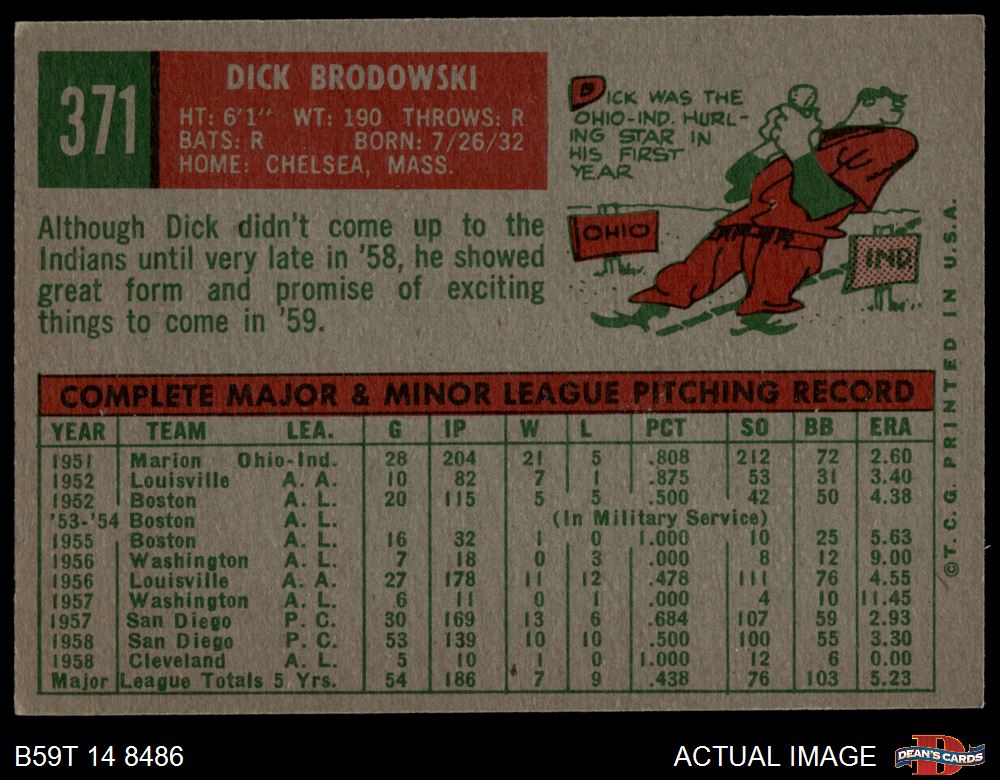 371
DICK BRODOWSKI
HT: 6'1" WT: 190 THROWS: R
BATS: R BORN: 7/26/32
HOME: CHELSEA, MASS.
DICK WAS THE
OHIO-IND. HURL-
ING STAR IN
HIS FIRST
YEAR
OHIO
IND
Although Dick didn't come up to the
Indians until very late in '58, he showed
great form and promise of exciting
things to come in '59.
COMPLETE MAJOR & MINOR LEAGUE PITCHING RECORD
YEAR TEAM LEA. G IP W L PCT SO BB ERA
1951 Marion Ohio-Ind. 28 204 21 5 .808 212 72 2.60
1952 Louisville A. A. 10 82 7 1 .875 53 31 3.40
1952 Boston A. L. 20 115 5 5 .500 42 50 4.38
'53-'54 Boston A. L. (In Military Service)
1955 Boston A. L. 16 32 1 0 1.000 10 25 5.63
1956 Washington A. L. 7 18 0 3 .000 8 12 9.00
1956 Louisville A. A. 27 178 11 12 .478 111 76 4.55
1957 Washington A. L. 6 11 0 1 .000 4 10 11.45
1957 San Diego P. C. 30 169 13 6 .684 107 59 2.93
1958 San Diego P. C. 53 139 10 10 .500 100 55 3.30
1958 Cleveland A. L. 5 10 1 0 1.000 12 6 0.00
Major League Totals 5 Yrs. 54 186 7 9 .438 76 103 5.23
©T.C.G. PRINTED IN U.S.A.
B59T 14 8486
ACTUAL IMAGE
D
DEAN'S CARDS